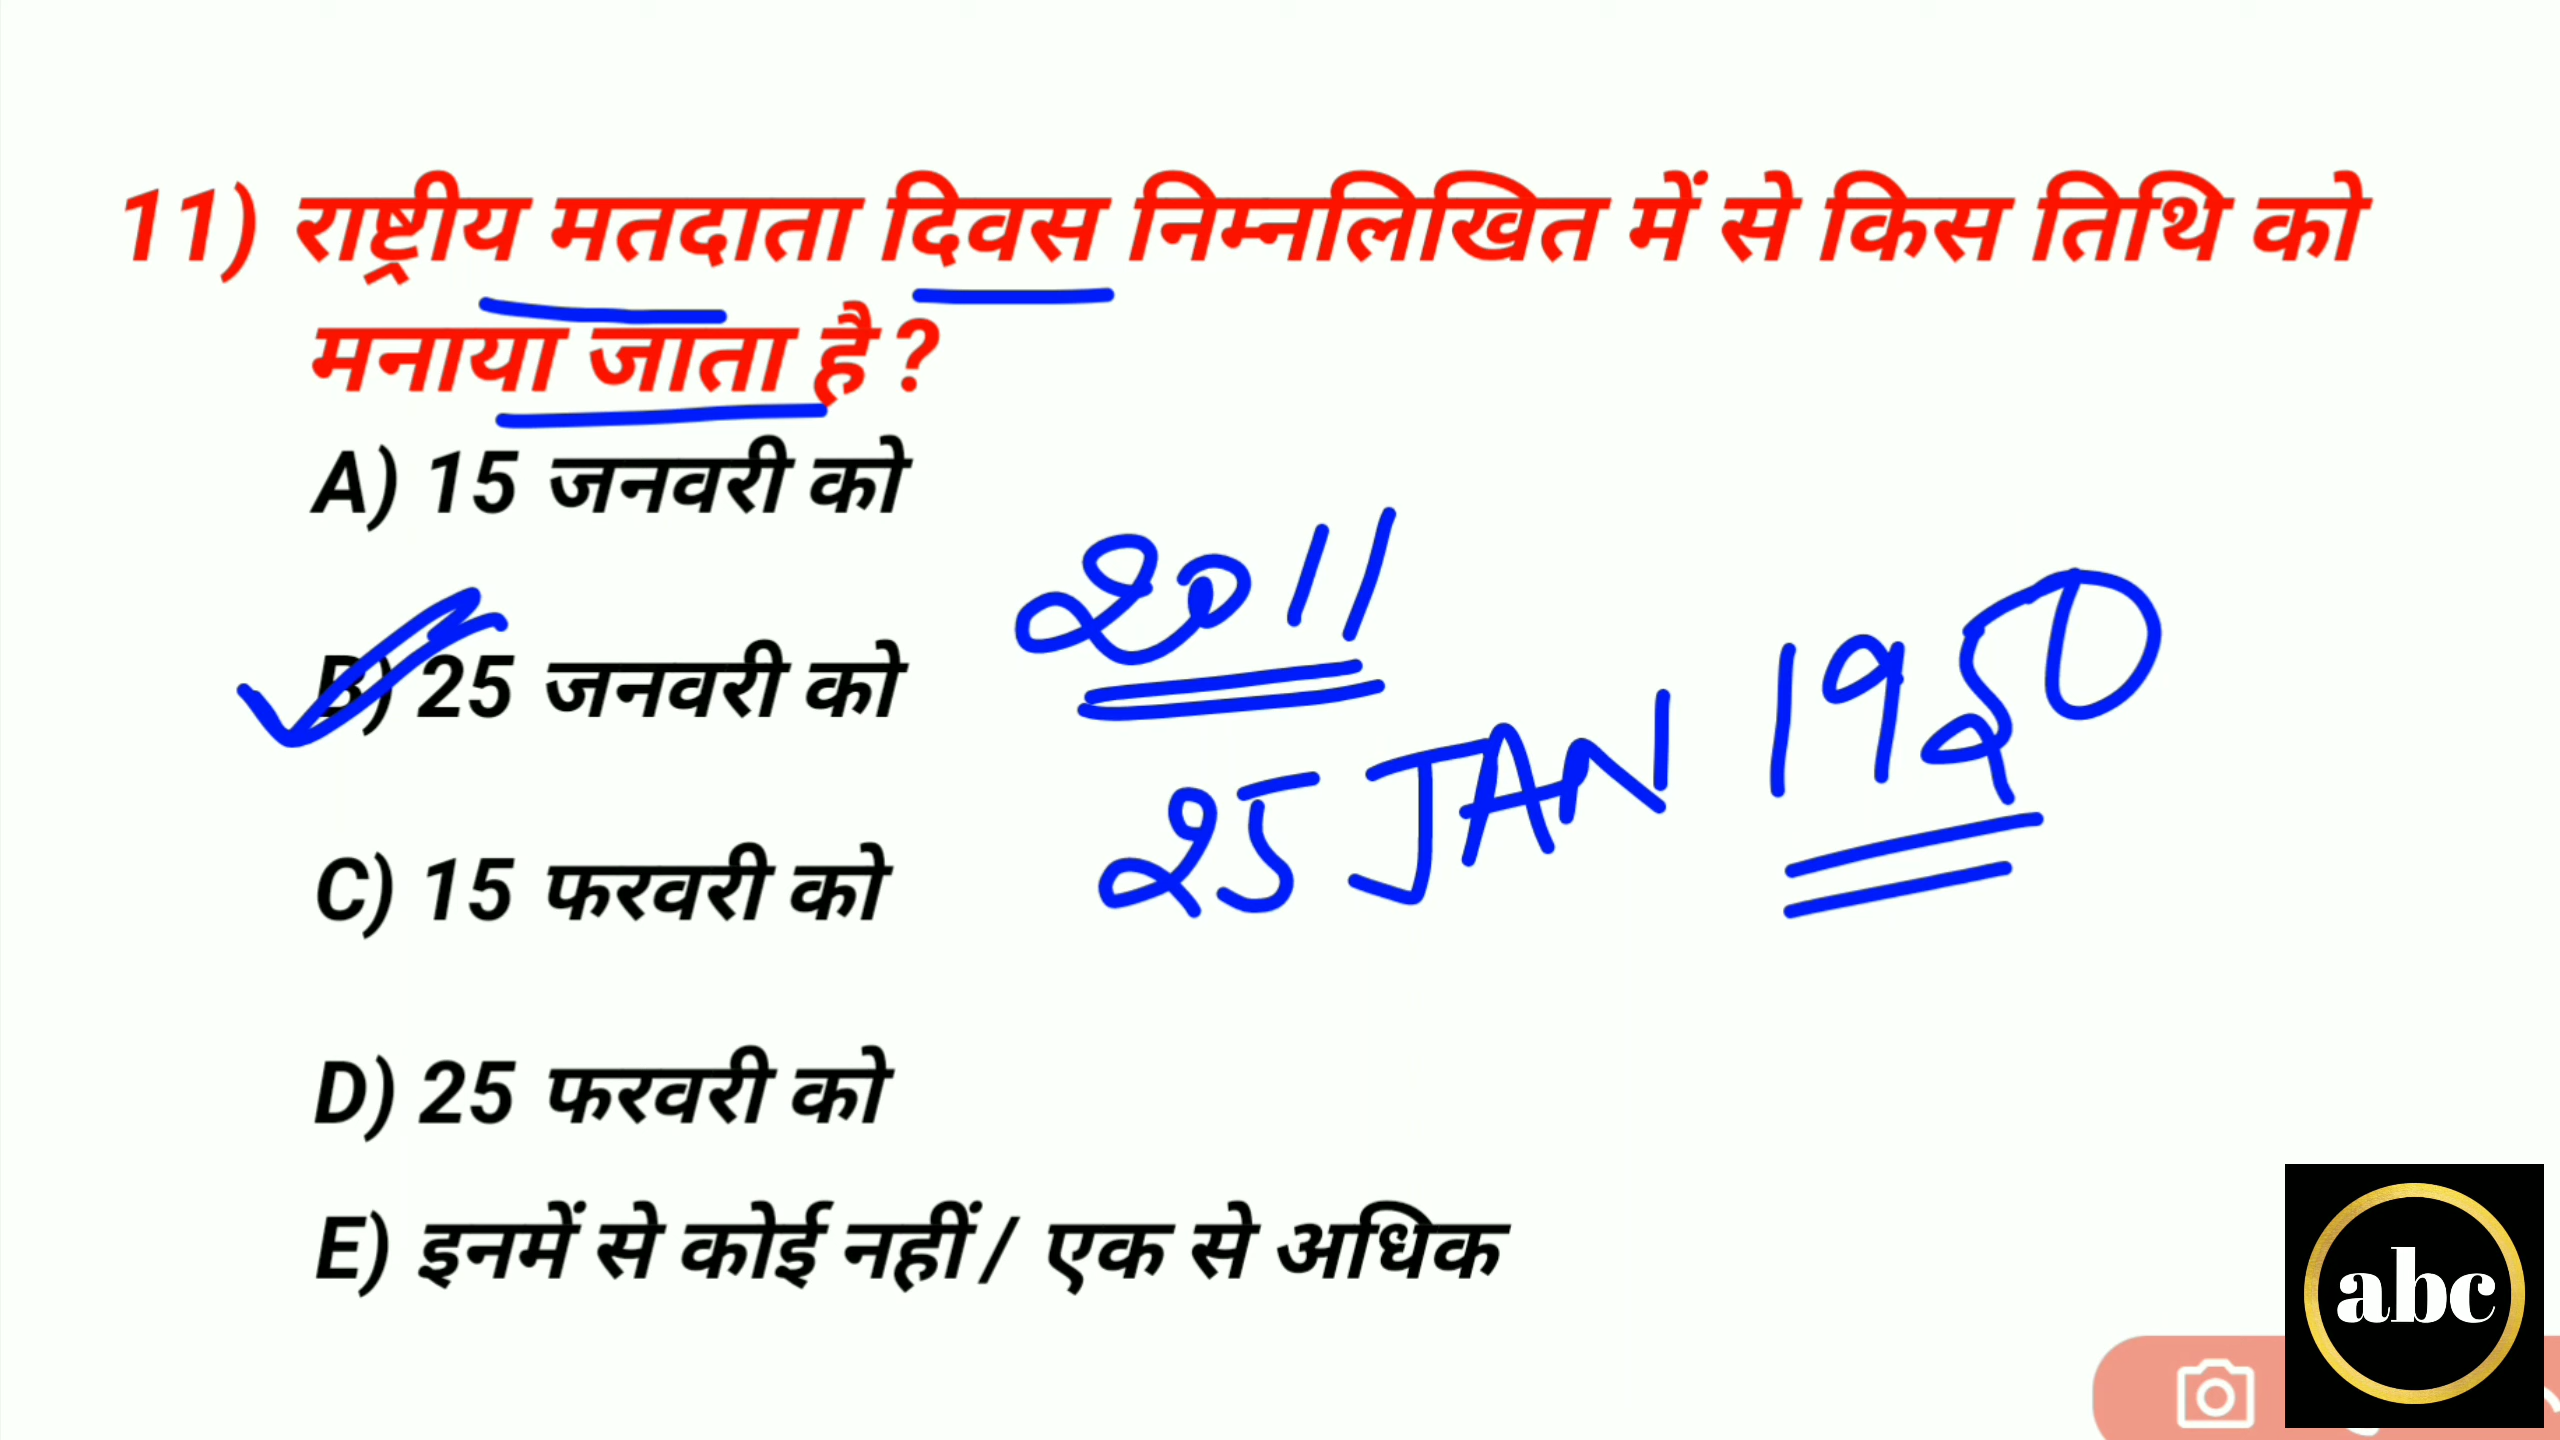 11) राष्ट्रीय मतदाता दिवस निम्नलिखित में से किस तिथि को
मनाया जाता है ?
A) 15 जनवरी को
2011
B) 25 जनवरी को
25 JAN 1950
C) 15 फरवरी को
D) 25 फरवरी को
E) इनमें से कोई नहीं / एक से अधिक
abc